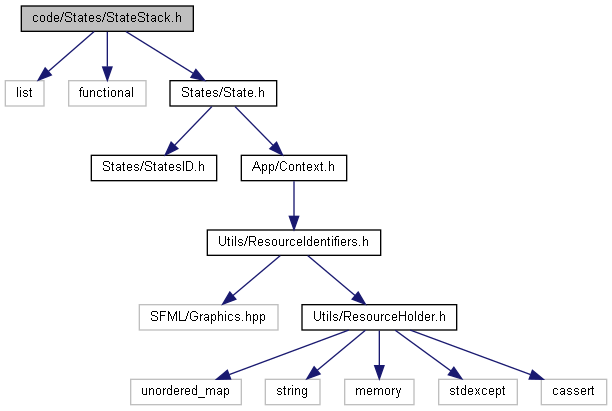 code/States/StateStack.h
list
functional
States/State.h
States/StatesID.h
App/Context.h
Utils/ResourceIdentifiers.h
SFML/Graphics.hpp
Utils/ResourceHolder.h
unordered_map
string
memory
stdexcept
cassert